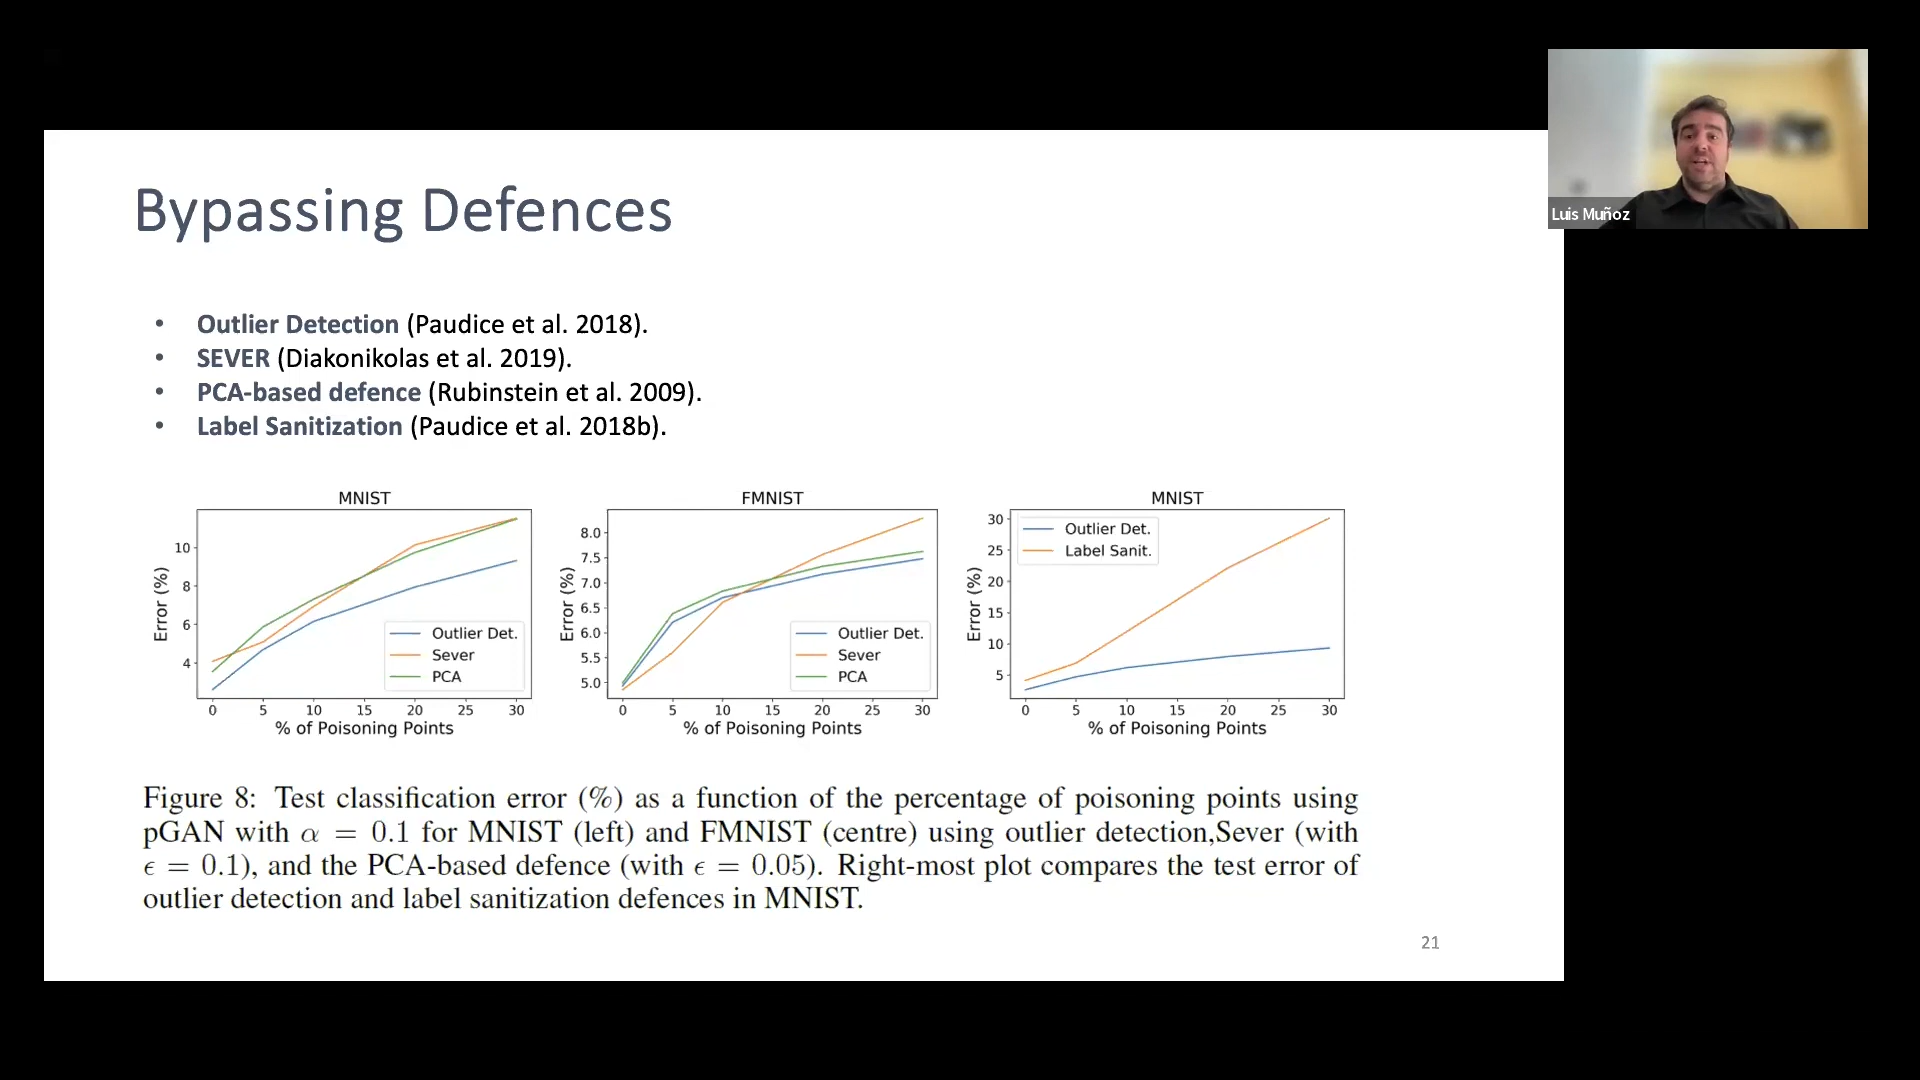 Bypassing Defences
Luis Muñoz
• Outlier Detection (Paudice et al. 2018).
• SEVER (Diakonikolas et al. 2019).
• PCA-based defence (Rubinstein et al. 2009).
• Label Sanitization (Paudice et al. 2018b).
MNIST
10
8
6
4
Error (%)
Outlier Det.
Sever
PCA
0 5 10 15 20 25 30
% of Poisoning Points
FMNIST
8.0
7.5
7.0
6.5
6.0
5.5
5.0
Error (%)
Outlier Det.
Sever
PCA
0 5 10 15 20 25 30
% of Poisoning Points
MNIST
30
25
20
15
10
5
Error (%)
Outlier Det.
Label Sanit.
0 5 10 15 20 25 30
% of Poisoning Points
Figure 8: Test classification error (%) as a function of the percentage of poisoning points using
pGAN with α = 0.1 for MNIST (left) and FMNIST (centre) using outlier detection,Sever (with
ϵ = 0.1), and the PCA-based defence (with ϵ = 0.05). Right-most plot compares the test error of
outlier detection and label sanitization defences in MNIST.
21